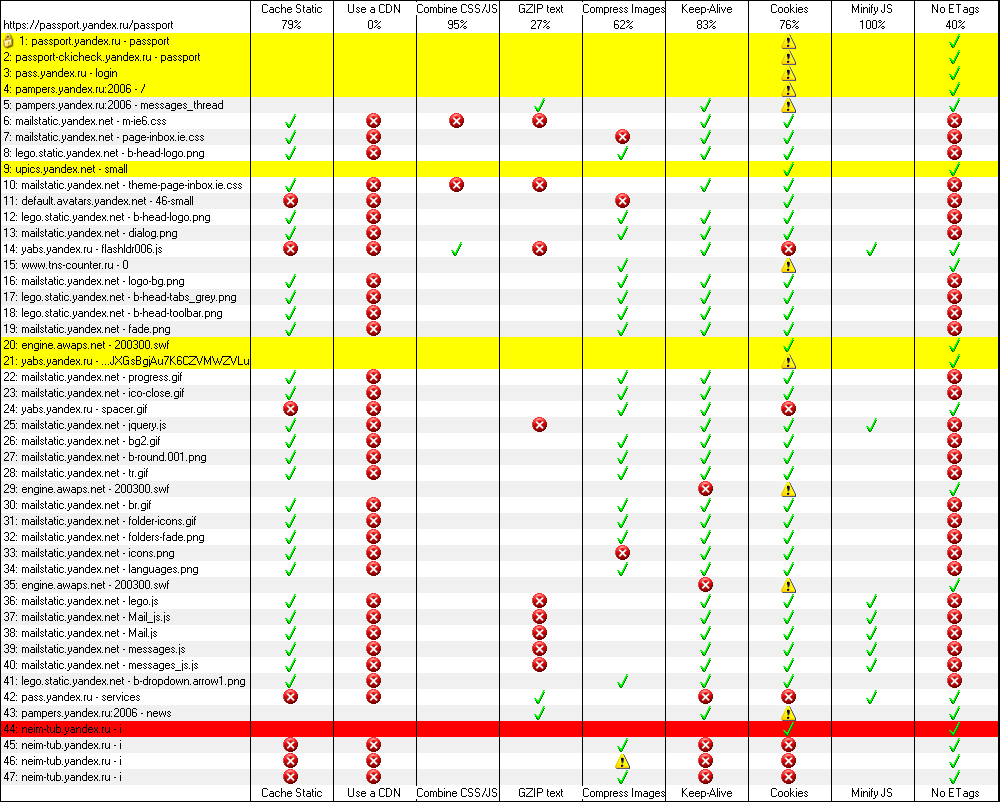 Cache Static Use a CDN Combine CSS/JS GZIP text Compress Images Keep-Alive Cookies Minify JS No ETags
https://passport.yandex.ru/passport 79% 0% 95% 27% 62% 83% 76% 100% 40%
1: passport.yandex.ru - passport
2: passport-ckicheck.yandex.ru - passport
3: pass.yandex.ru - login
4: pampers.yandex.ru:2006 - /
5: pampers.yandex.ru:2006 - messages_thread
6: mailstatic.yandex.net - m-ie6.css
7: mailstatic.yandex.net - page-inbox.ie.css
8: lego.static.yandex.net - b-head-logo.png
9: upics.yandex.net - small
10: mailstatic.yandex.net - theme-page-inbox.ie.css
11: default.avatars.yandex.net - 46-small
12: lego.static.yandex.net - b-head-logo.png
13: mailstatic.yandex.net - dialog.png
14: yabs.yandex.ru - flashldr006.js
15: www.tns-counter.ru - 0
16: mailstatic.yandex.net - logo-bg.png
17: lego.static.yandex.net - b-head-tabs_grey.png
18: lego.static.yandex.net - b-head-toolbar.png
19: mailstatic.yandex.net - fade.png
20: engine.awaps.net - 200300.swf
21: yabs.yandex.ru - ...JXGsBgjAu7K6CZVMWZVLu
22: mailstatic.yandex.net - progress.gif
23: mailstatic.yandex.net - ico-close.gif
24: yabs.yandex.ru - spacer.gif
25: mailstatic.yandex.net - jquery.js
26: mailstatic.yandex.net - bg2.gif
27: mailstatic.yandex.net - b-round.001.png
28: mailstatic.yandex.net - tr.gif
29: engine.awaps.net - 200300.swf
30: mailstatic.yandex.net - br.gif
31: mailstatic.yandex.net - folder-icons.gif
32: mailstatic.yandex.net - folders-fade.png
33: mailstatic.yandex.net - icons.png
34: mailstatic.yandex.net - languages.png
35: engine.awaps.net - 200300.swf
36: mailstatic.yandex.net - lego.js
37: mailstatic.yandex.net - Mail_js.js
38: mailstatic.yandex.net - Mail.js
39: mailstatic.yandex.net - messages.js
40: mailstatic.yandex.net - messages_js.js
41: lego.static.yandex.net - b-dropdown.arrow1.png
42: pass.yandex.ru - services
43: pampers.yandex.ru:2006 - news
44: neim-tub.yandex.ru - i
45: neim-tub.yandex.ru - i
46: neim-tub.yandex.ru - i
47: neim-tub.yandex.ru - i
Cache Static Use a CDN Combine CSS/JS GZIP text Compress Images Keep-Alive Cookies Minify JS No ETags